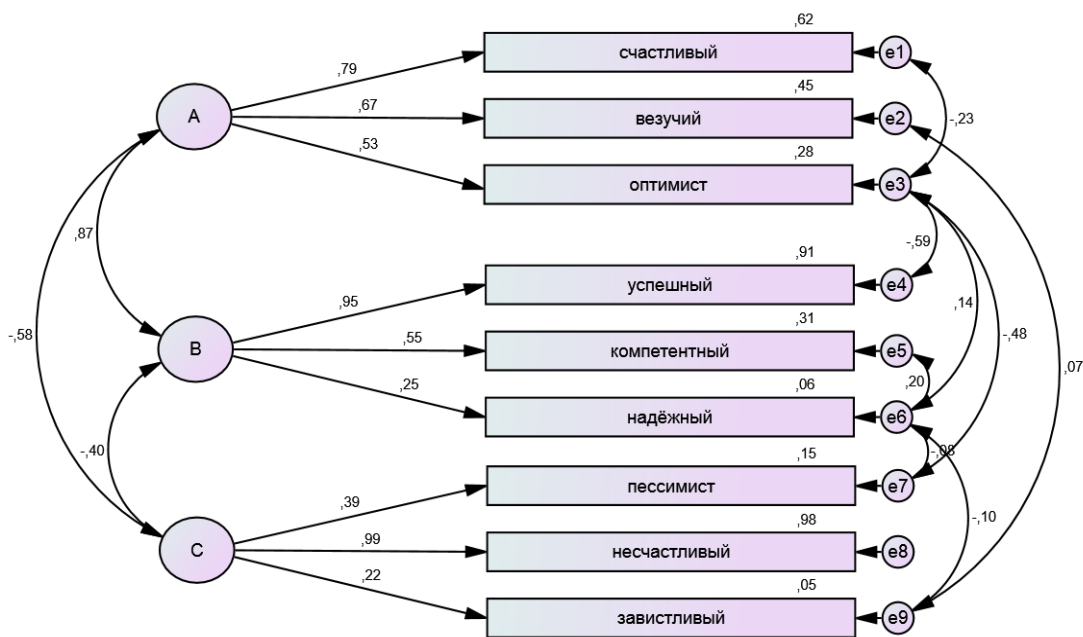 ,62
счастливый
e1
,79
,45
A
,67
везучий
e2
-,23
,53
,28
оптимист
e3
,87
-,59
,91
,95
успешный
e4
,14
-,58
,31
B
,55
компетентный
e5
-,48
,25
,20
,07
,06
надёжный
e6
-,40
-,08
,15
,39
пессимист
e7
,98
-,10
C
,99
несчастливый
e8
,22
,05
завистливый
e9